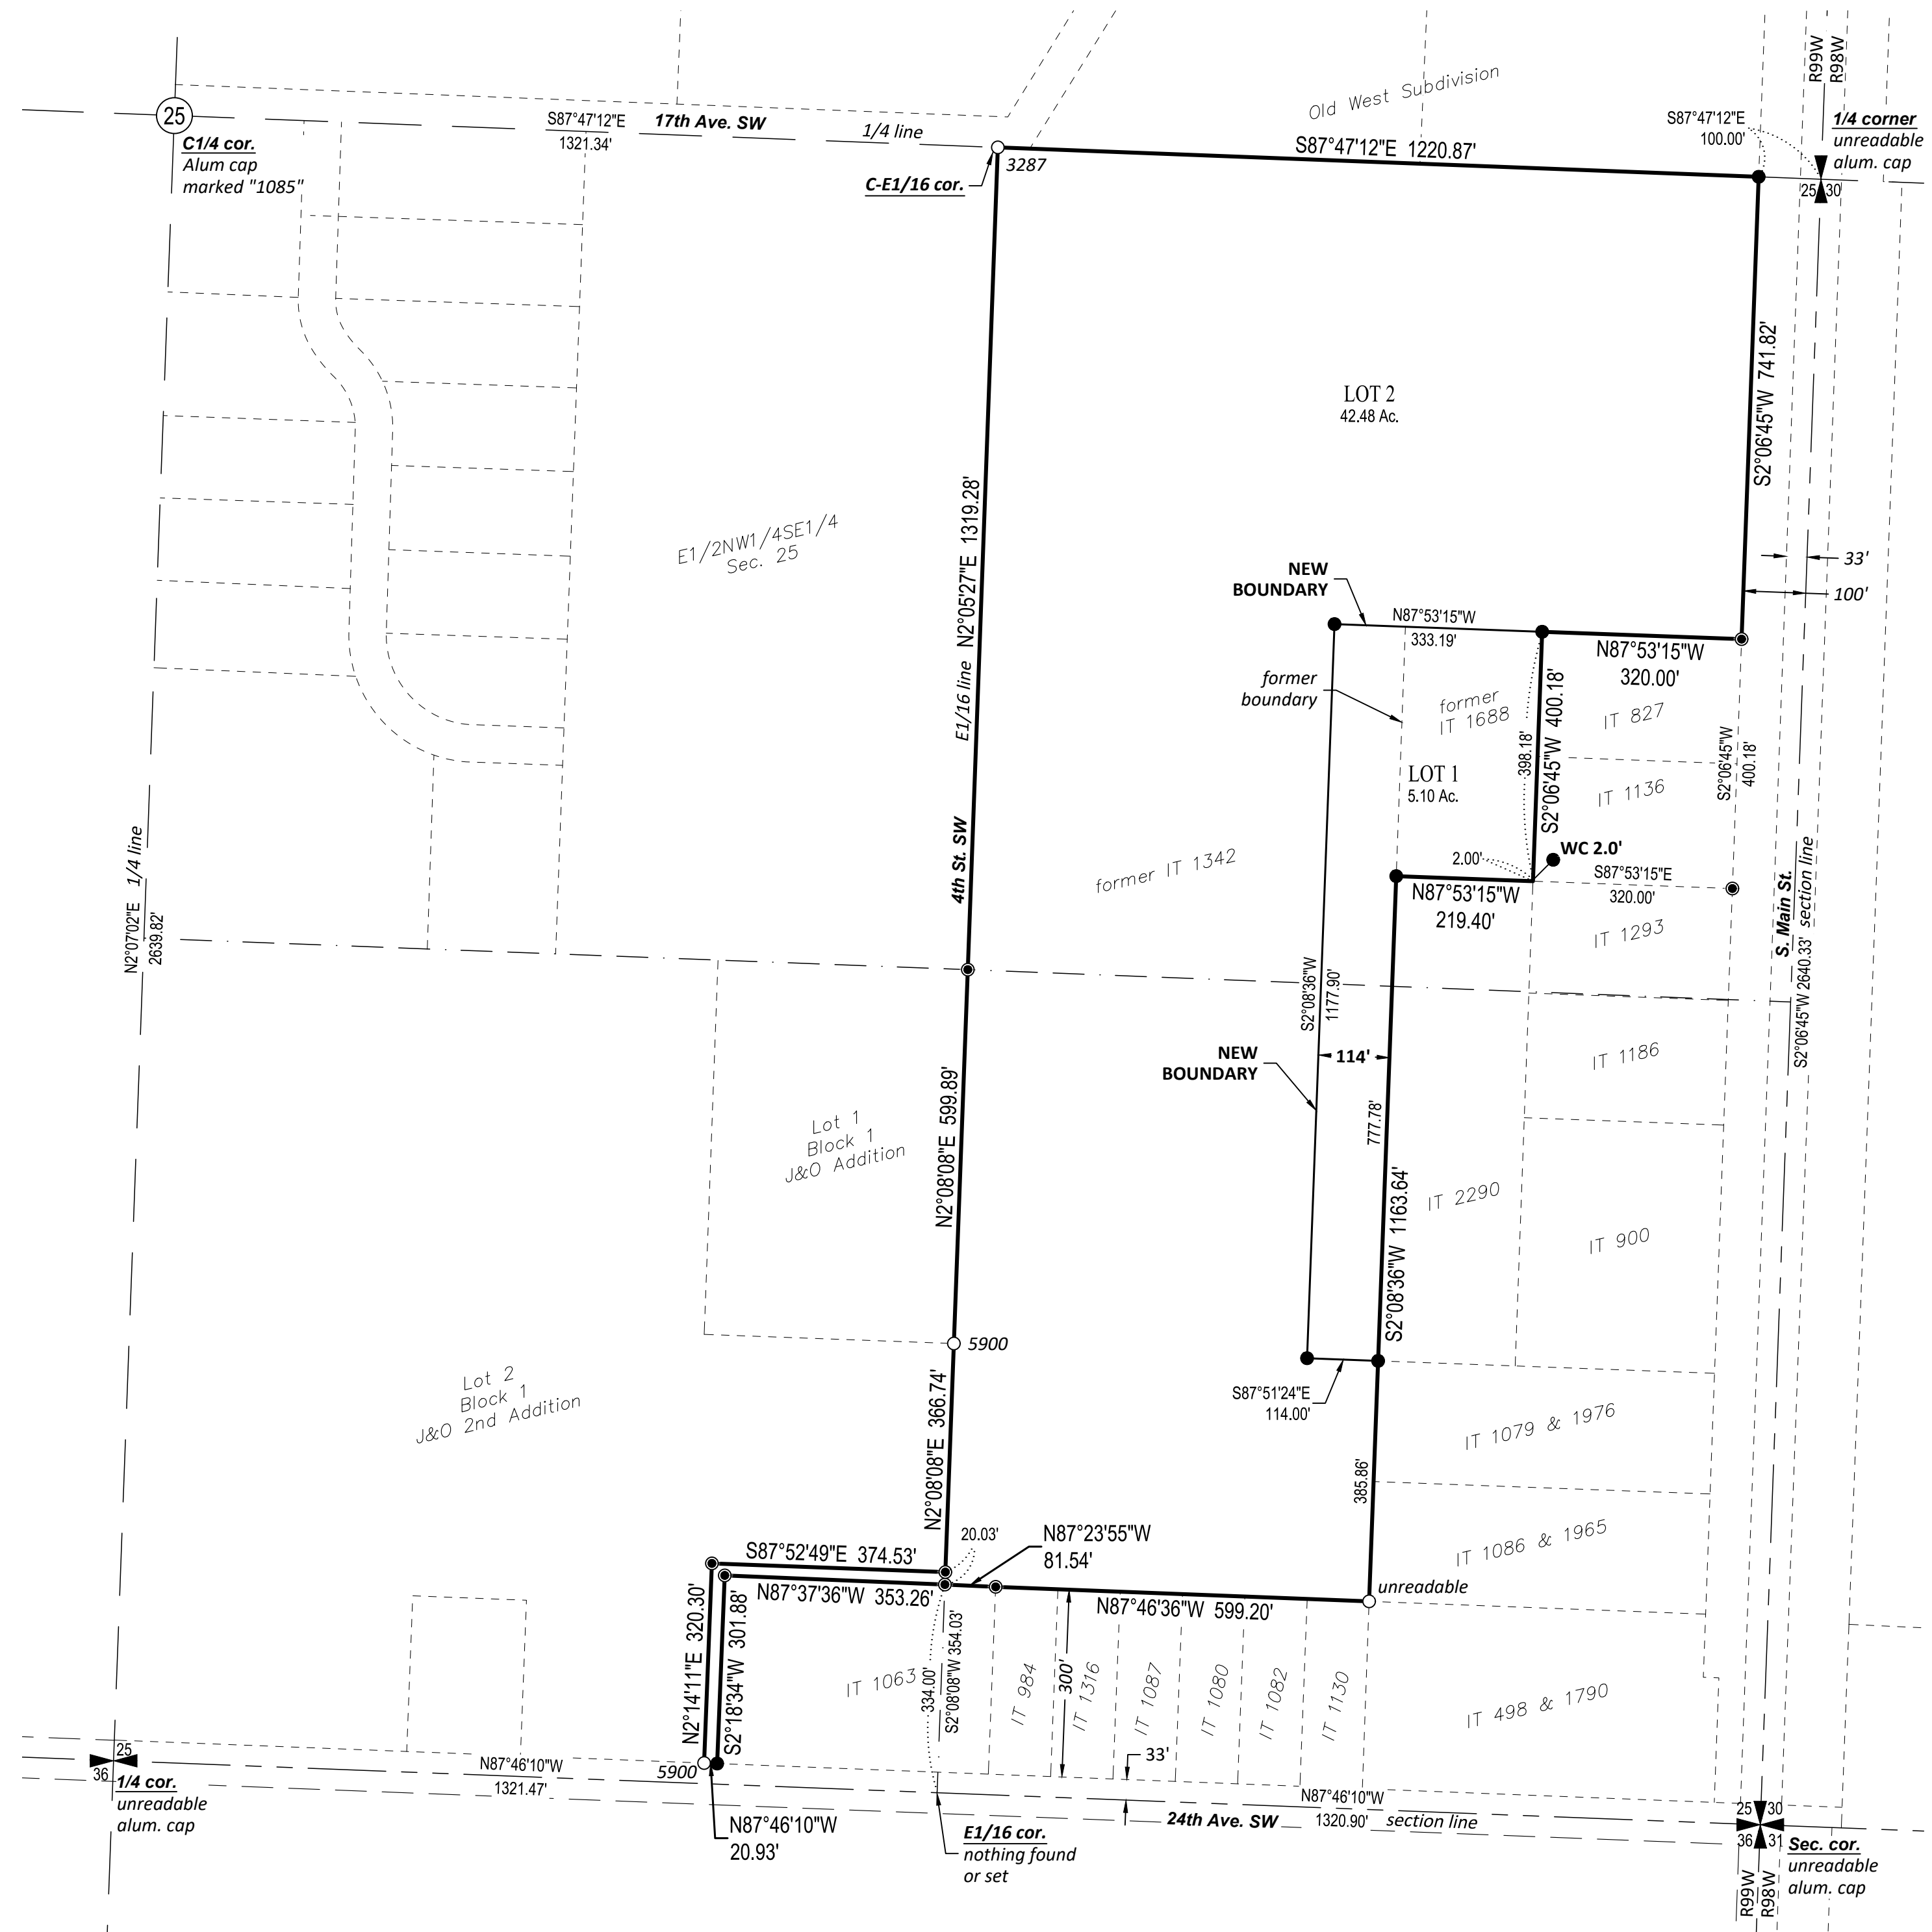 R99W
R98W
Old West Subdivision
S87°47'12"E
100.00'
1/4 corner
unreadable
alum. cap
25
30
25
C1/4 cor.
Alum cap
marked "1085"
S87°47'12"E
1321.34'
17th Ave. SW
1/4 line
3287
C-E1/16 cor.
S87°47'12"E 1220.87'
S2°06'45"W 741.82'
LOT 2
42.48 Ac.
E1/2NW1/4SE1/4
Sec. 25
E1/16 line N2°05'27"E 1319.28'
4th St. SW
33'
100'
NEW
BOUNDARY
N87°53'15"W
333.19'
N87°53'15"W
320.00'
former
boundary
former
IT 1688
IT 827
398.18'
S2°06'45"W 400.18'
S2°06'45"W
400.18'
LOT 1
5.10 Ac.
IT 1136
WC 2.0'
2.00'
S87°53'15"E
320.00'
N87°53'15"W
219.40'
IT 1293
former IT 1342
N2°07'02"E 1/4 line
2639.82'
S. Main St.
section line
S2°06'45"W 2640.33'
S2°08'36"W
1177.90'
114'
NEW
BOUNDARY
IT 1186
777.78'
S2°08'36"W 1163.64'
IT 2290
IT 900
Lot 1
Block 1
J&O Addition
N2°08'08"E 599.89'
5900
N2°08'08"E 366.74'
Lot 2
Block 1
J&O 2nd Addition
S87°51'24"E
114.00'
385.86'
IT 1079 & 1976
IT 1086 & 1965
unreadable
20.03'
N87°23'55"W
81.54'
S87°52'49"E 374.53'
N87°37'36"W 353.26'
N87°46'36"W 599.20'
N2°14'11"E 320.30'
S2°18'34"W 301.88'
IT 1063
334.00'
S2°08'08"W 354.03'
IT 984
300'
IT 1316
IT 1087
IT 1080
IT 1082
IT 1130
IT 498 & 1790
25
36
1/4 cor.
unreadable
alum. cap
N87°46'10"W
1321.47'
5900
N87°46'10"W
20.93'
33'
24th Ave. SW
N87°46'10"W
1320.90'
section line
E1/16 cor.
nothing found
or set
25
30
36
31
Sec. cor.
unreadable
alum. cap
R99W
R98W